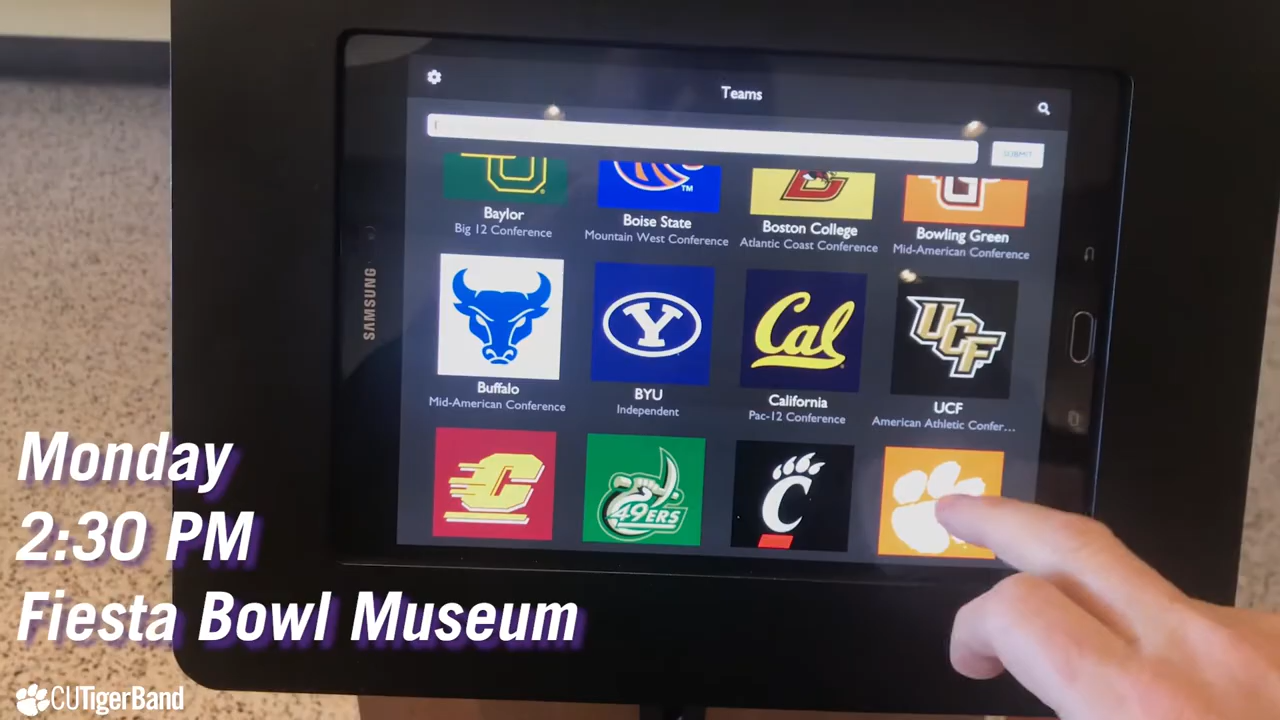 Teams
SUBMIT
Baylor
Big 12 Conference
Boise State
Mountain West Conference
TM
Boston College
Atlantic Coast Conference
Bowling Green
Mid-American Conference
SAMSUNG
Buffalo
Mid-American Conference
Y
BYU
Independent
Cal
California
Pac-12 Conference
UCF
UCF
American Athletic Confer...
C
49ERS
C
Monday
2:30 PM
Fiesta Bowl Museum
CUTigerBand